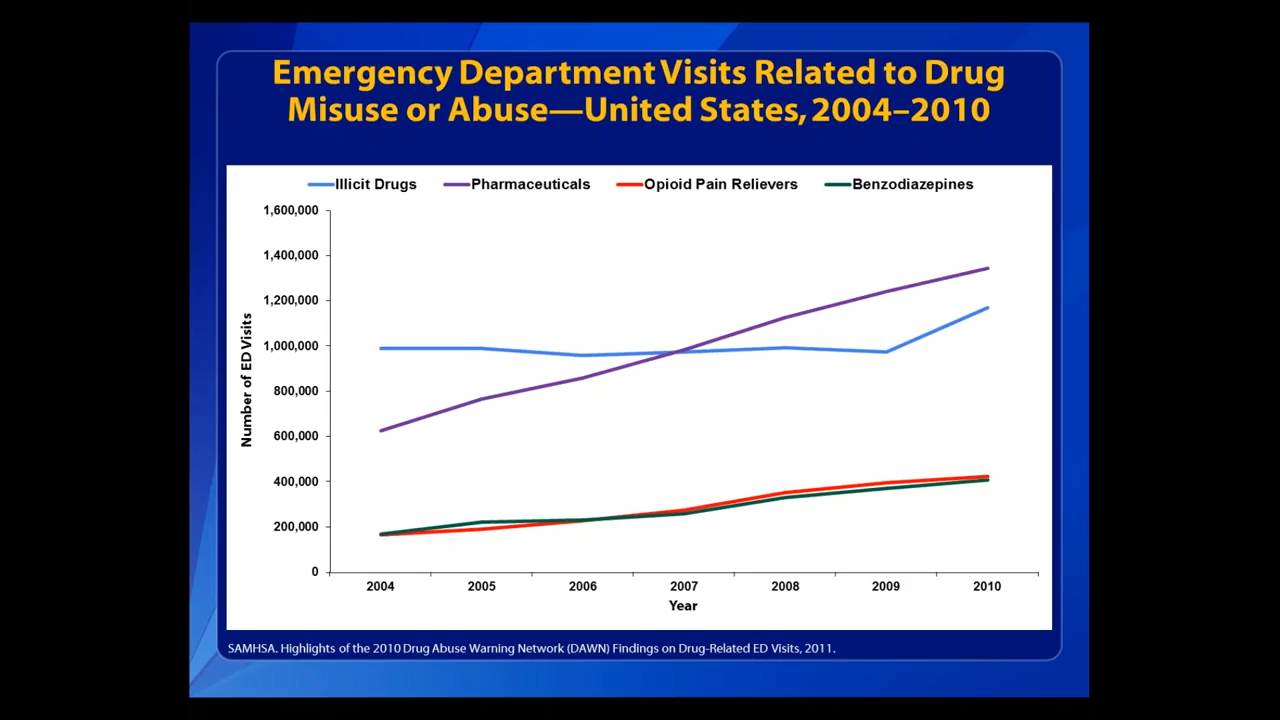 Emergency Department Visits Related to Drug
Misuse or Abuse—United States, 2004–2010
Illicit Drugs Pharmaceuticals Opioid Pain Relievers Benzodiazepines
1,600,000
1,400,000
1,200,000
1,000,000
800,000
600,000
400,000
200,000
0
Number of ED Visits
2004 2005 2006 2007 2008 2009 2010
Year
SAMHSA. Highlights of the 2010 Drug Abuse Warning Network (DAWN) Findings on Drug-Related ED Visits, 2011.